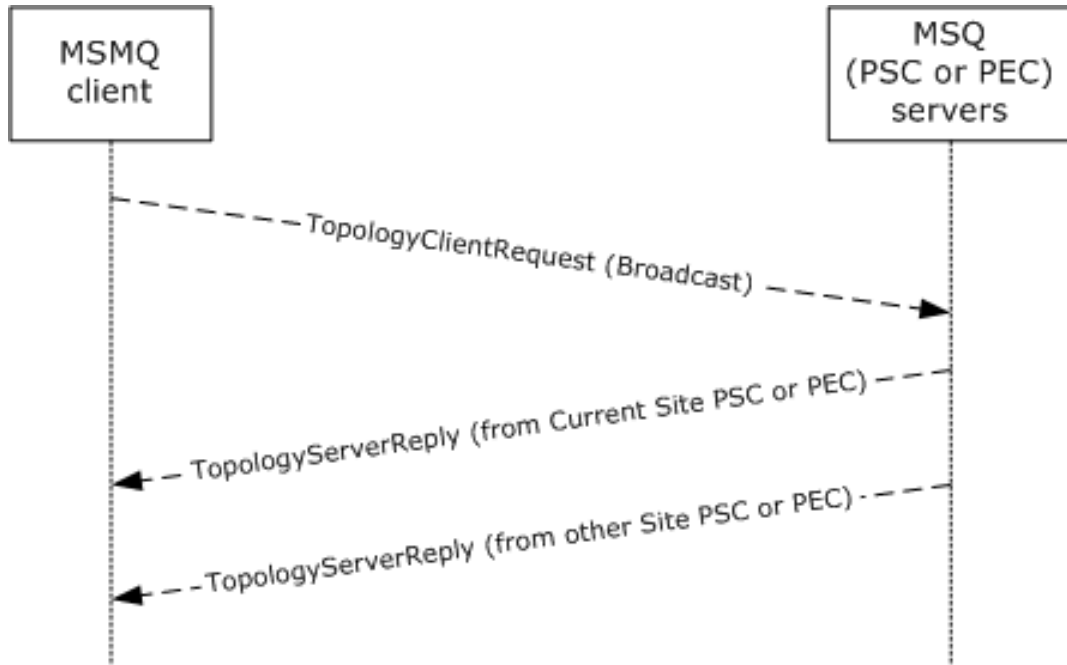 MSMQ
client
MSQ
(PSC or PEC)
servers
TopologyClientRequest (Broadcast)
TopologyServerReply (from Current Site PSC or PEC)
TopologyServerReply (from other Site PSC or PEC)